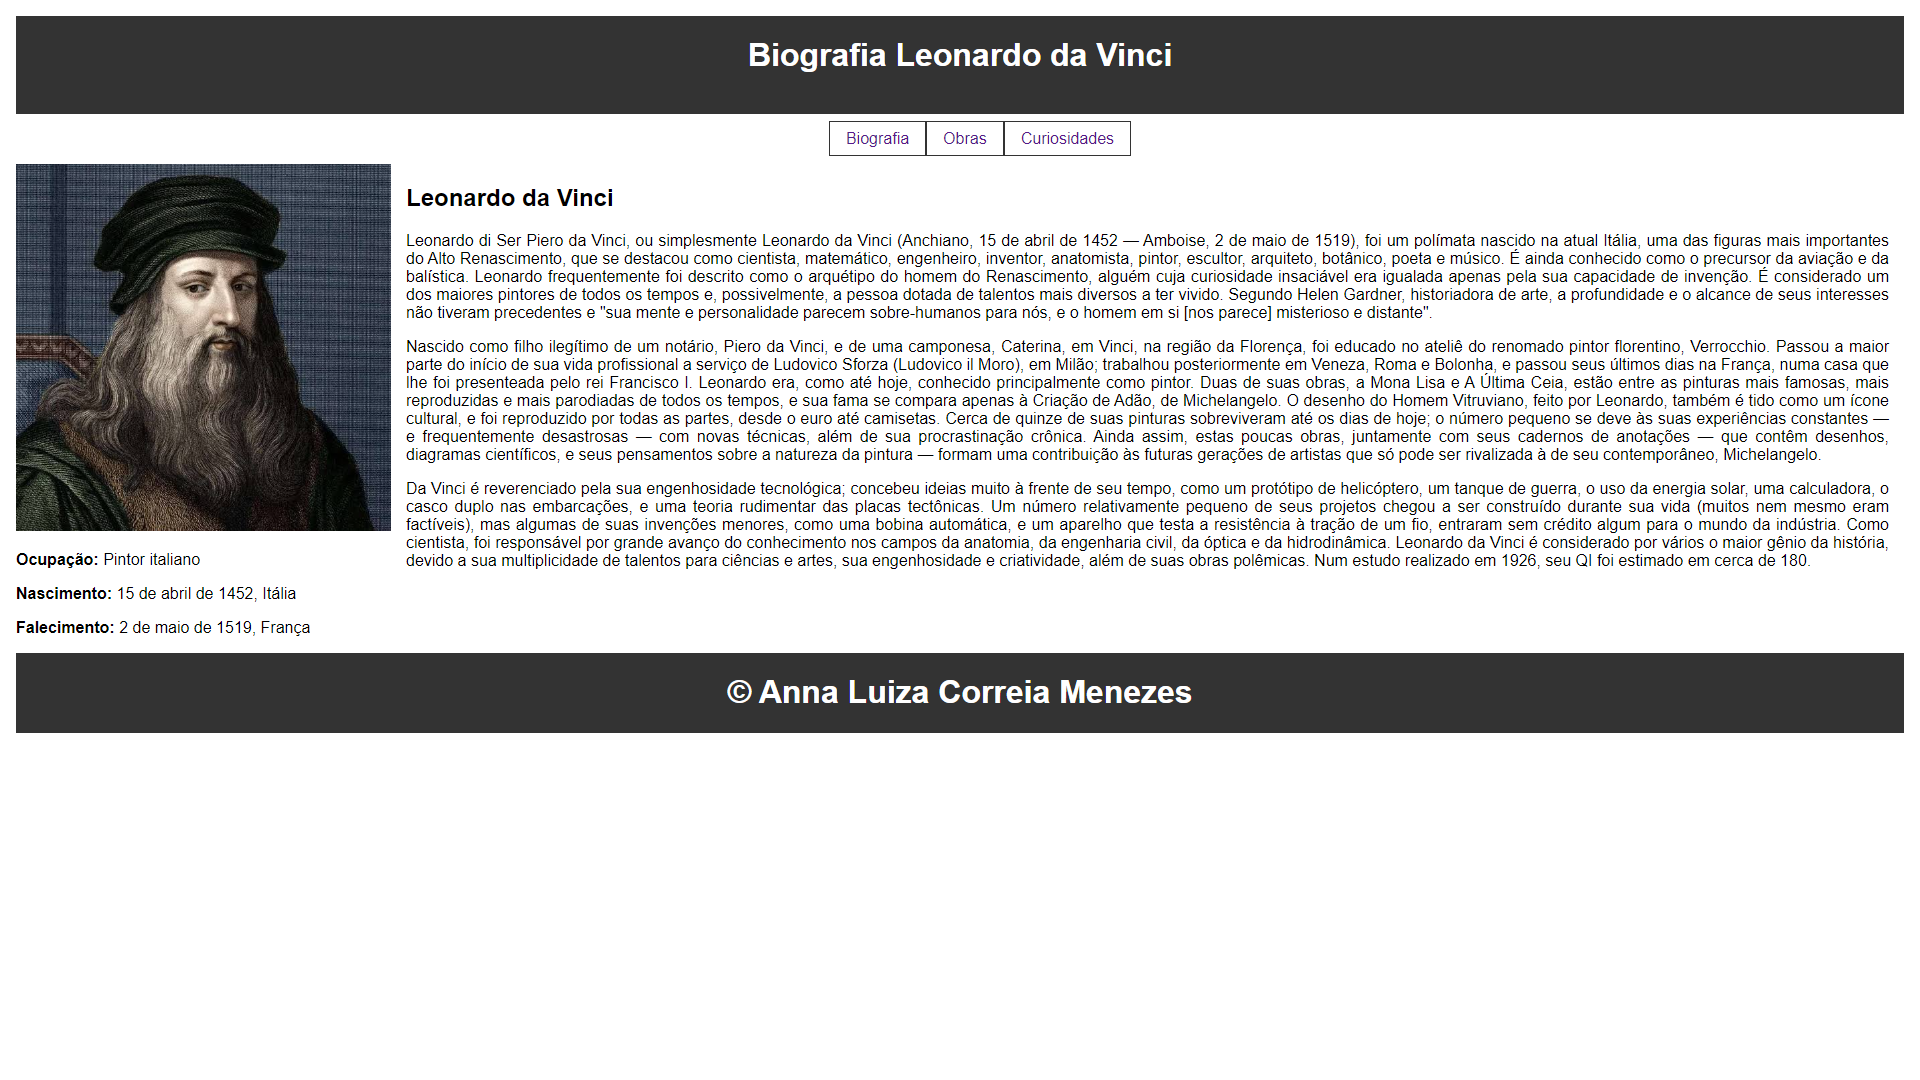 Biografia Leonardo da Vinci
Biografia
Obras
Curiosidades
Leonardo da Vinci
Leonardo di Ser Piero da Vinci, ou simplesmente Leonardo da Vinci (Anchiano, 15 de abril de 1452 — Amboise, 2 de maio de 1519), foi um polímata nascido na atual Itália, uma das figuras mais importantes
do Alto Renascimento, que se destacou como cientista, matemático, engenheiro, inventor, anatomista, pintor, escultor, arquiteto, botânico, poeta e músico. É ainda conhecido como o precursor da aviação e da
balística. Leonardo frequentemente foi descrito como o arquétipo do homem do Renascimento, alguém cuja curiosidade insaciável era igualada apenas pela sua capacidade de invenção. É considerado um
dos maiores pintores de todos os tempos e, possivelmente, a pessoa dotada de talentos mais diversos a ter vivido. Segundo Helen Gardner, historiadora de arte, a profundidade e o alcance de seus interesses
não tiveram precedentes e "sua mente e personalidade parecem sobre-humanos para nós, e o homem em si [nos parece] misterioso e distante".
Nascido como filho ilegítimo de um notário, Piero da Vinci, e de uma camponesa, Caterina, em Vinci, na região da Florença, foi educado no ateliê do renomado pintor florentino, Verrocchio. Passou a maior
parte do início de sua vida profissional a serviço de Ludovico Sforza (Ludovico il Moro), em Milão; trabalhou posteriormente em Veneza, Roma e Bolonha, e passou seus últimos dias na França, numa casa que
lhe foi presenteada pelo rei Francisco I. Leonardo era, como até hoje, conhecido principalmente como pintor. Duas de suas obras, a Mona Lisa e A Última Ceia, estão entre as pinturas mais famosas, mais
reproduzidas e mais parodiadas de todos os tempos, e sua fama se compara apenas à Criação de Adão, de Michelangelo. O desenho do Homem Vitruviano, feito por Leonardo, também é tido como um ícone
cultural, e foi reproduzido por todas as partes, desde o euro até camisetas. Cerca de quinze de suas pinturas sobreviveram até os dias de hoje; o número pequeno se deve às suas experiências constantes —
e frequentemente desastrosas — com novas técnicas, além de sua procrastinação crônica. Ainda assim, estas poucas obras, juntamente com seus cadernos de anotações — que contêm desenhos,
diagramas científicos, e seus pensamentos sobre a natureza da pintura — formam uma contribuição às futuras gerações de artistas que só pode ser rivalizada à de seu contemporâneo, Michelangelo.
Da Vinci é reverenciado pela sua engenhosidade tecnológica; concebeu ideias muito à frente de seu tempo, como um protótipo de helicóptero, um tanque de guerra, o uso da energia solar, uma calculadora, o
casco duplo nas embarcações, e uma teoria rudimentar das placas tectônicas. Um número relativamente pequeno de seus projetos chegou a ser construído durante sua vida (muitos nem mesmo eram
factíveis), mas algumas de suas invenções menores, como uma bobina automática, e um aparelho que testa a resistência à tração de um fio, entraram sem crédito algum para o mundo da indústria. Como
cientista, foi responsável por grande avanço do conhecimento nos campos da anatomia, da engenharia civil, da óptica e da hidrodinâmica. Leonardo da Vinci é considerado por vários o maior gênio da história,
devido a sua multiplicidade de talentos para ciências e artes, sua engenhosidade e criatividade, além de suas obras polêmicas. Num estudo realizado em 1926, seu QI foi estimado em cerca de 180.
Ocupação: Pintor italiano
Nascimento: 15 de abril de 1452, Itália
Falecimento: 2 de maio de 1519, França
© Anna Luiza Correia Menezes